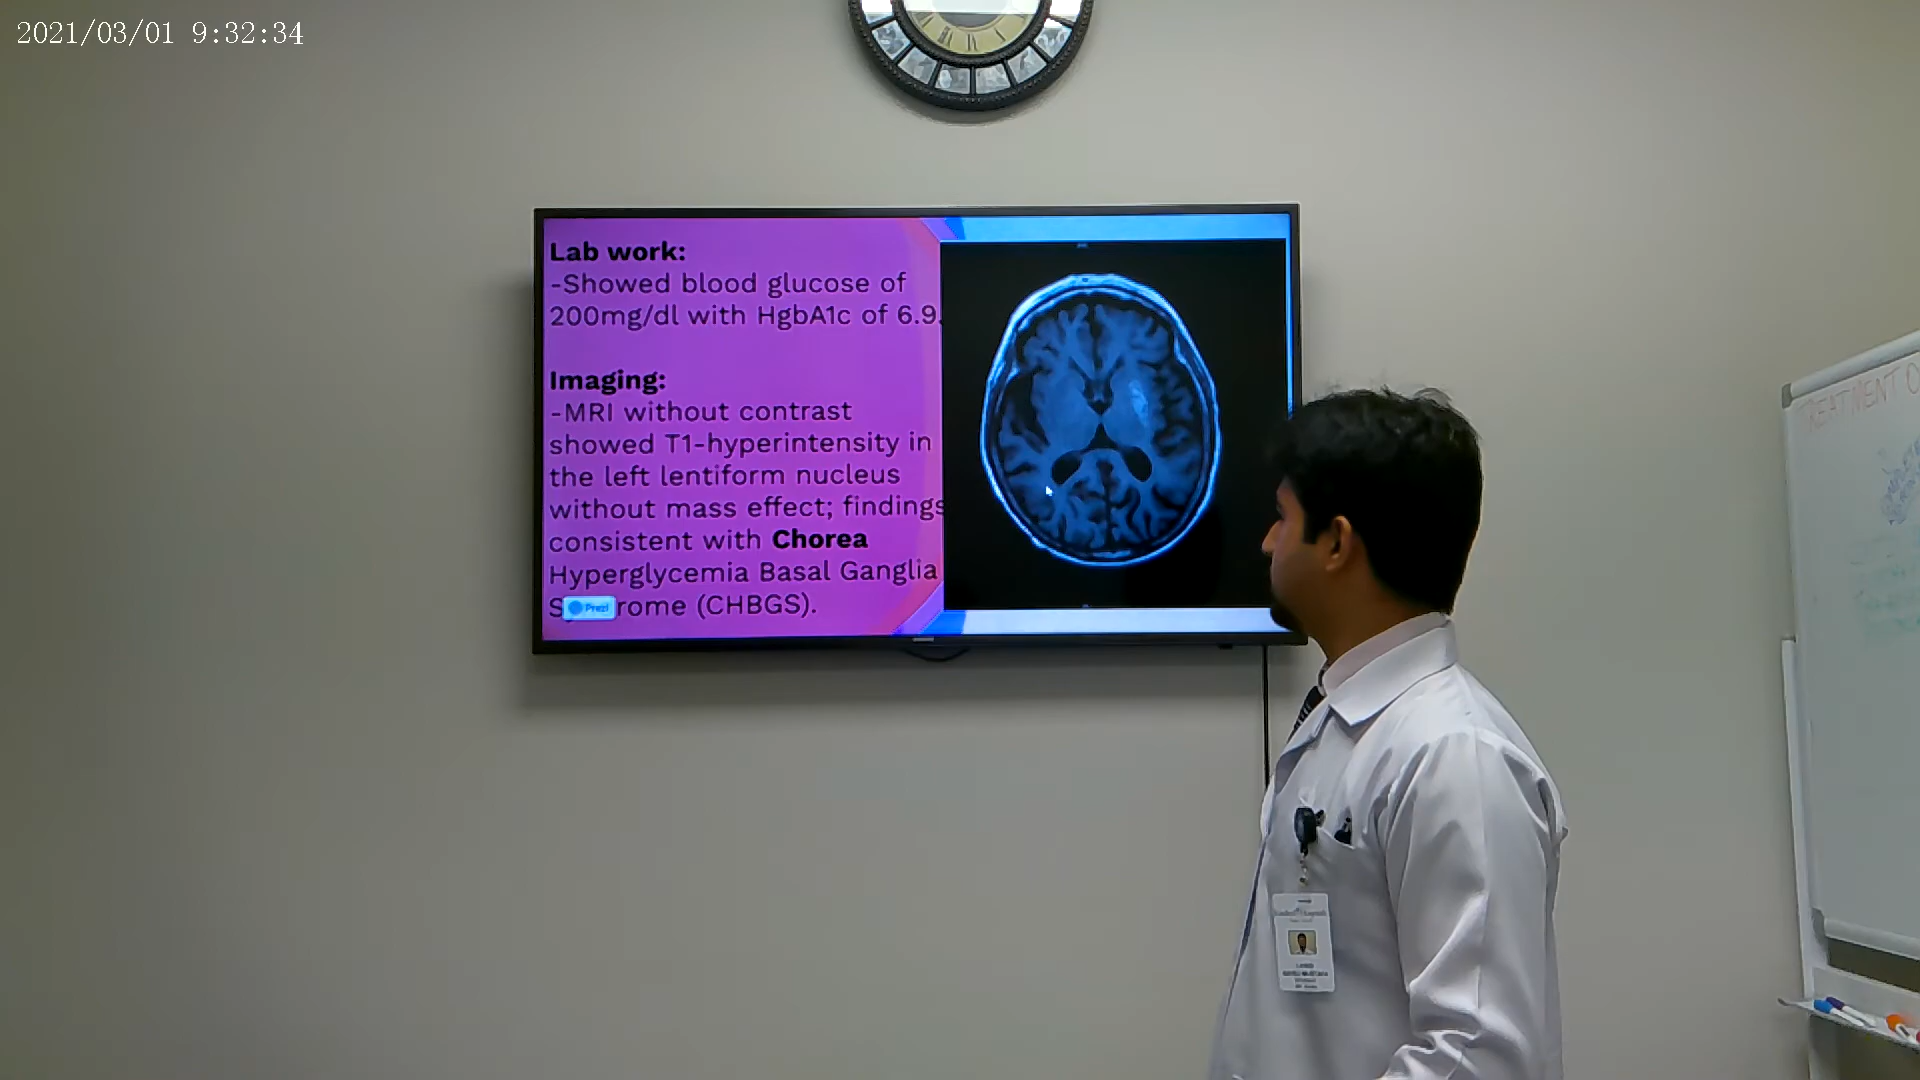 2021/03/01 9:32:34
Lab work:
-Showed blood glucose of
200mg/dl with HgbA1c of 6.9.
Imaging:
-MRI without contrast
showed T1-hyperintensity in
the left lentiform nucleus
without mass effect; findings
consistent with Chorea
Hyperglycemia Basal Ganglia
S rome (CHBGS).
Prezi
REATMENT O